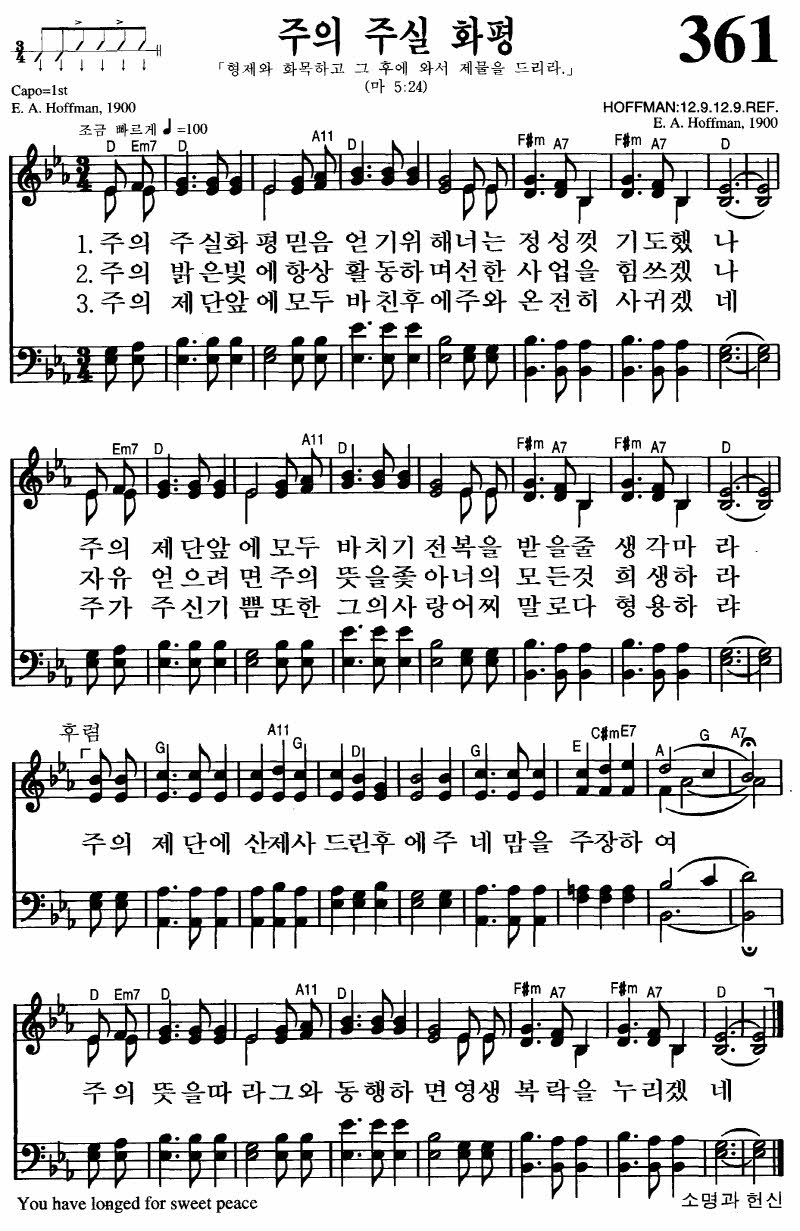 주의 주실 화평
361
「형제와 화목하고 그 후에 와서 제물을 드리라.」
(마 5:24)
Capo=1st
E. A. Hoffman, 1900
HOFFMAN:12.9.12.9.REF.
E. A. Hoffman, 1900
조금 빠르게 ♩=100
D Em7 D A11 D F#m A7 F#m A7 D
3/4
1. 주의 주실화 평믿음 얻기위 해너는 정성껏 기도했 나
2. 주의 밝은빛 에항상 활동하 며선한 사업을 힘쓰겠 나
3. 주의 제단앞 에모두 바친후 에주와 온전히 사귀겠 네
3/4
Em7 D A11 D F#m A7 F#m A7 D
주의 제단앞 에모두 바치기 전복을 받을줄 생각마 라
자유 얻으려 면주의 뜻을좇 아너의 모든것 희생하 라
주가 주신기 쁨또한 그의사 랑어찌 말로다 형용하 랴
후렴
G A11 G D G E C#m E7 A G A7
주의 제단에 산제사 드린후 에주 네맘을 주장하 여
D Em7 D A11 D F#m A7 F#m A7 D
주의 뜻을따 라그와 동행하 면영생 복락을 누리겠 네
You have longed for sweet peace
소명과 헌신